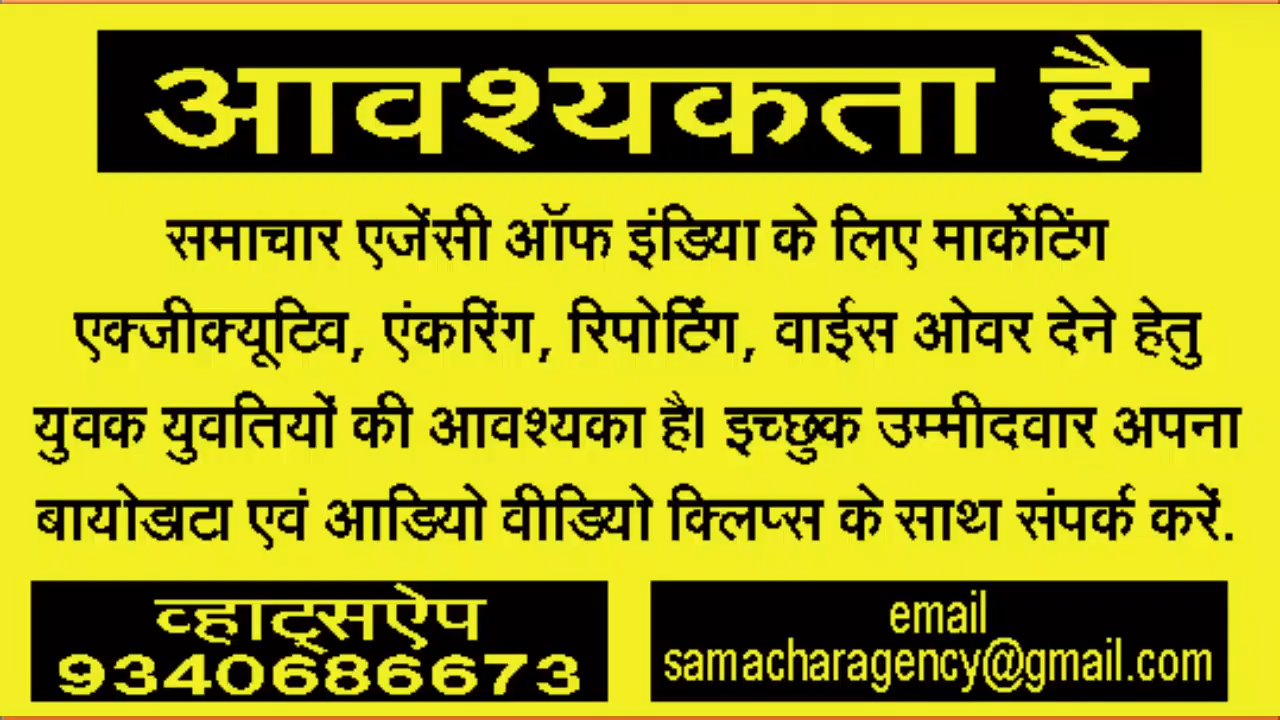 आवश्यकता है
समाचार एजेंसी ऑफ इंडिया के लिए मार्केटिंग
एक्जीक्यूटिव, एंकरिंग, रिपोर्टिंग, वाईस ओवर देने हेतु
युवक युवतियों की आवश्यका है। इच्छुक उम्मीदवार अपना
बायोडाटा एवं आडियो वीडियो क्लिप्स के साथ संपर्क करें.
व्हाट्सऐप
9340686673
email
samacharagency@gmail.com